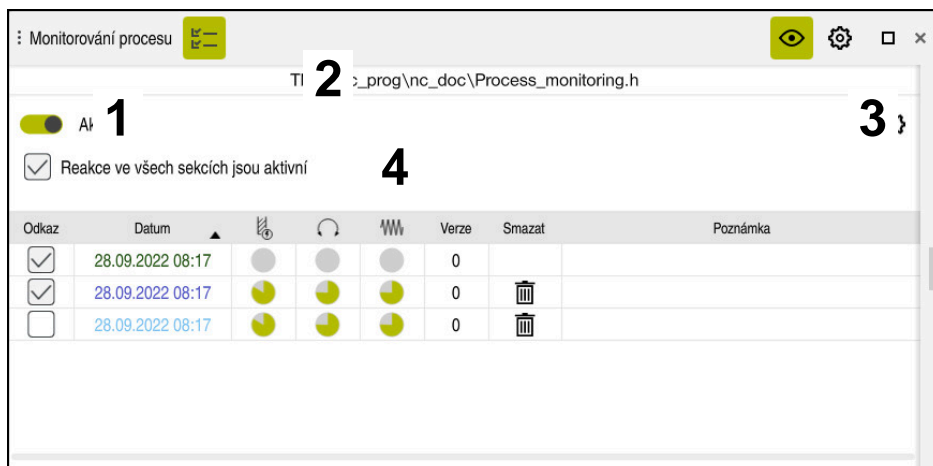 Monitorování procesu
2 _prog\nc_doc\Process_monitoring.h
1 3
Reakce ve všech sekcích jsou aktivní 4
Odkaz Datum Verze Smazat Poznámka
28.09.2022 08:17 0
28.09.2022 08:17 0
28.09.2022 08:17 0